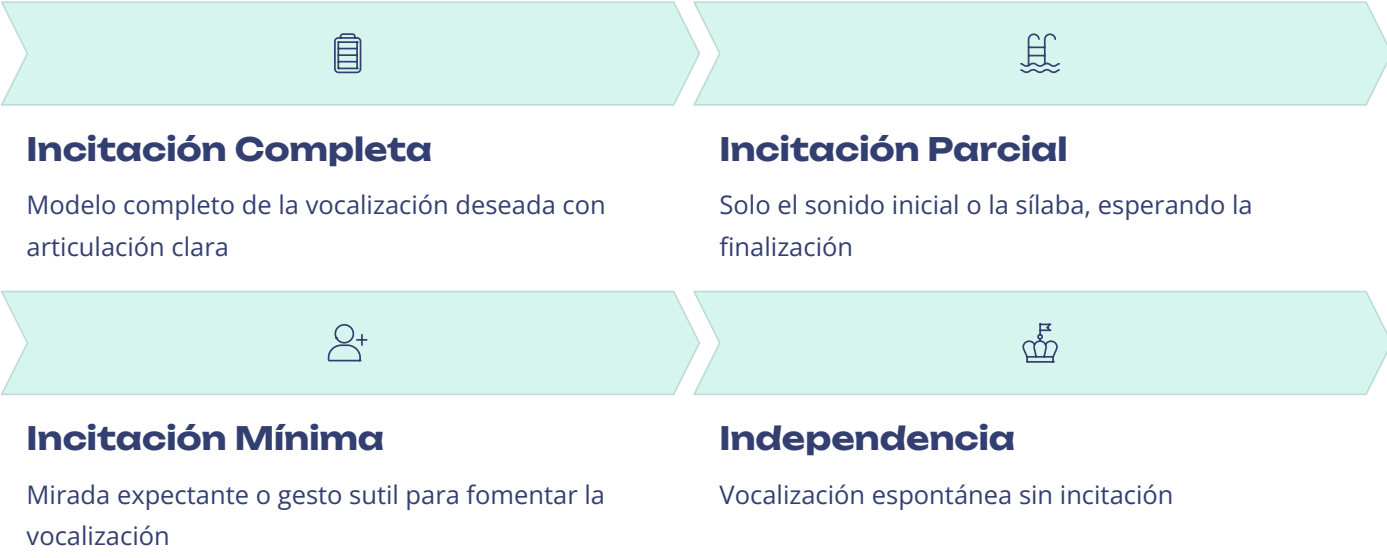 Incitación Completa
Modelo completo de la vocalización deseada con
articulación clara
Incitación Parcial
Solo el sonido inicial o la sílaba, esperando la
finalización
Incitación Mínima
Mirada expectante o gesto sutil para fomentar la
vocalización
Independencia
Vocalización espontánea sin incitación